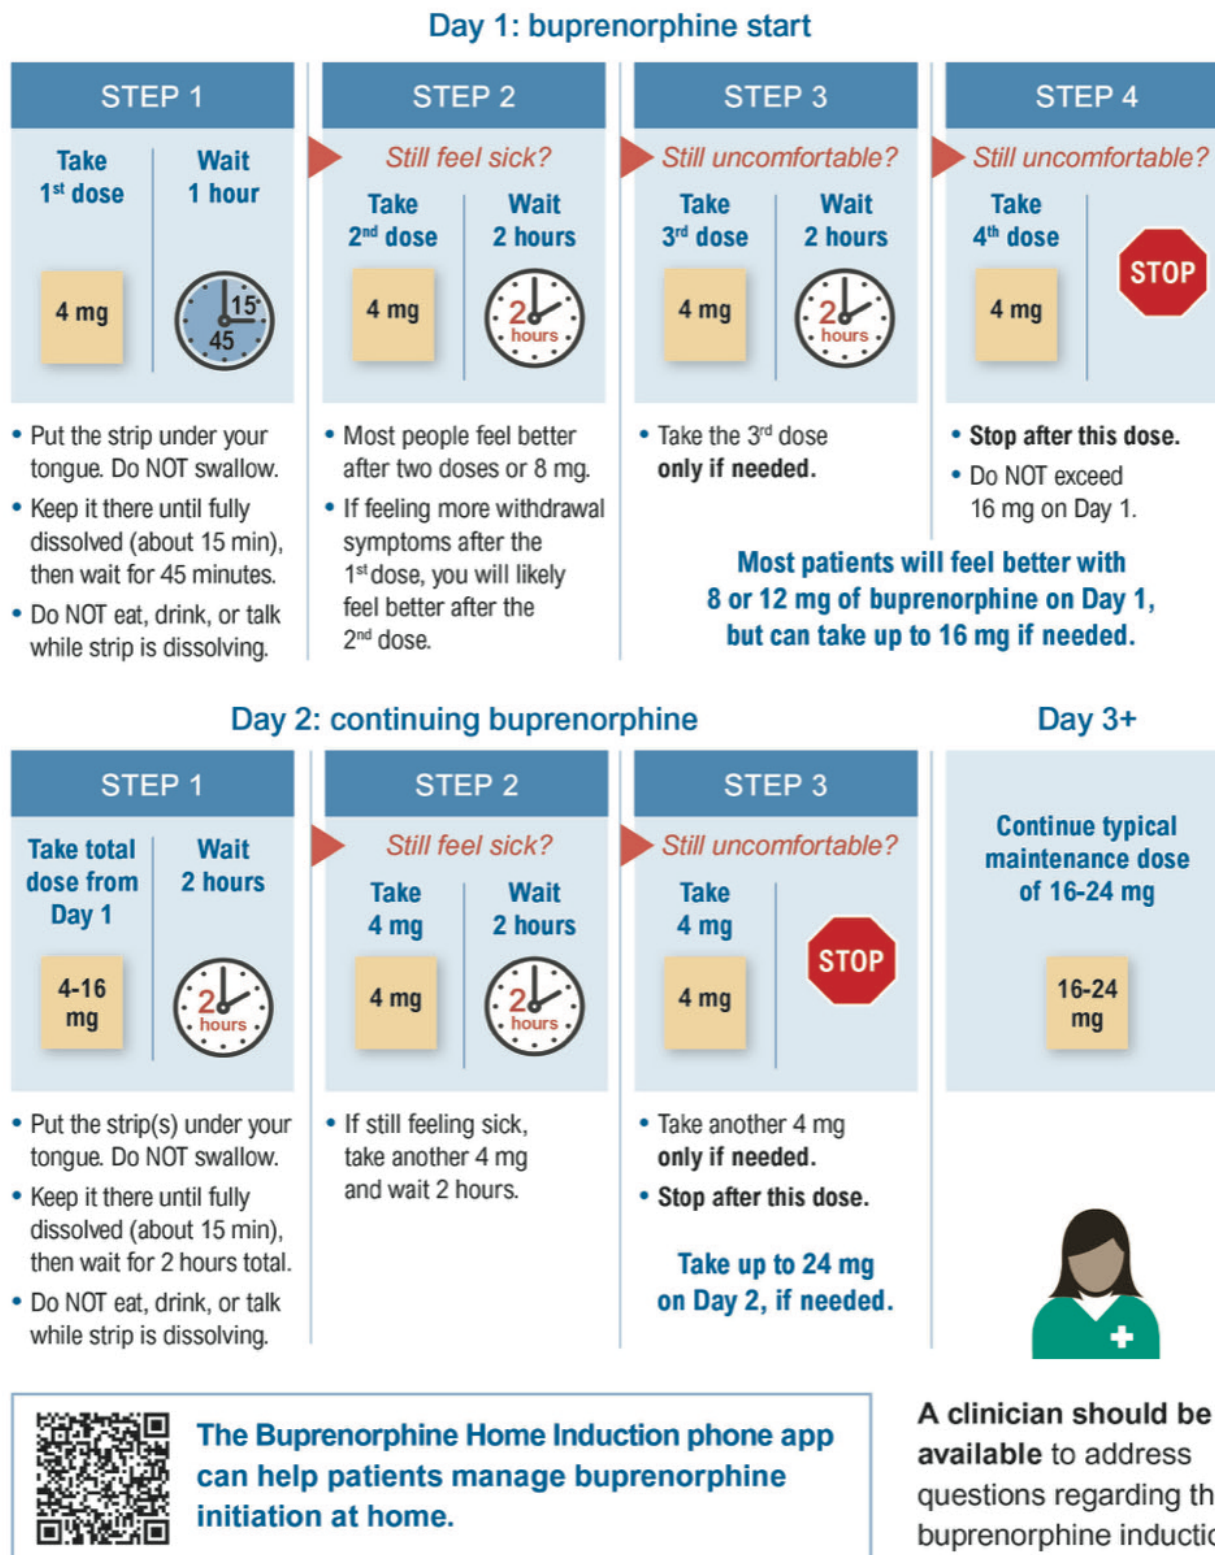 Day 1: buprenorphine start
STEP 1
Take
1st dose
Wait
1 hour
4 mg
15
45
• Put the strip under your
tongue. Do NOT swallow.
• Keep it there until fully
dissolved (about 15 min),
then wait for 45 minutes.
• Do NOT eat, drink, or talk
while strip is dissolving.
STEP 2
Still feel sick?
Take
2nd dose
Wait
2 hours
4 mg
2
hours
• Most people feel better
after two doses or 8 mg.
• If feeling more withdrawal
symptoms after the
1st dose, you will likely
feel better after the
2nd dose.
STEP 3
Still uncomfortable?
Take
3rd dose
Wait
2 hours
4 mg
2
hours
• Take the 3rd dose
only if needed.
STEP 4
Still uncomfortable?
Take
4th dose
4 mg
STOP
• Stop after this dose.
• Do NOT exceed
16 mg on Day 1.
Most patients will feel better with
8 or 12 mg of buprenorphine on Day 1,
but can take up to 16 mg if needed.
Day 2: continuing buprenorphine
STEP 1
Take total
dose from
Day 1
Wait
2 hours
4-16
mg
2
hours
• Put the strip(s) under your
tongue. Do NOT swallow.
• Keep it there until fully
dissolved (about 15 min),
then wait for 2 hours total.
• Do NOT eat, drink, or talk
while strip is dissolving.
STEP 2
Still feel sick?
Take
4 mg
Wait
2 hours
4 mg
2
hours
• If still feeling sick,
take another 4 mg
and wait 2 hours.
STEP 3
Still uncomfortable?
Take
4 mg
4 mg
STOP
• Take another 4 mg
only if needed.
• Stop after this dose.
Take up to 24 mg
on Day 2, if needed.
Day 3+
Continue typical
maintenance dose
of 16-24 mg
16-24
mg
The Buprenorphine Home Induction phone app
can help patients manage buprenorphine
initiation at home.
A clinician should be
available to address
questions regarding th
buprenorphine inductio